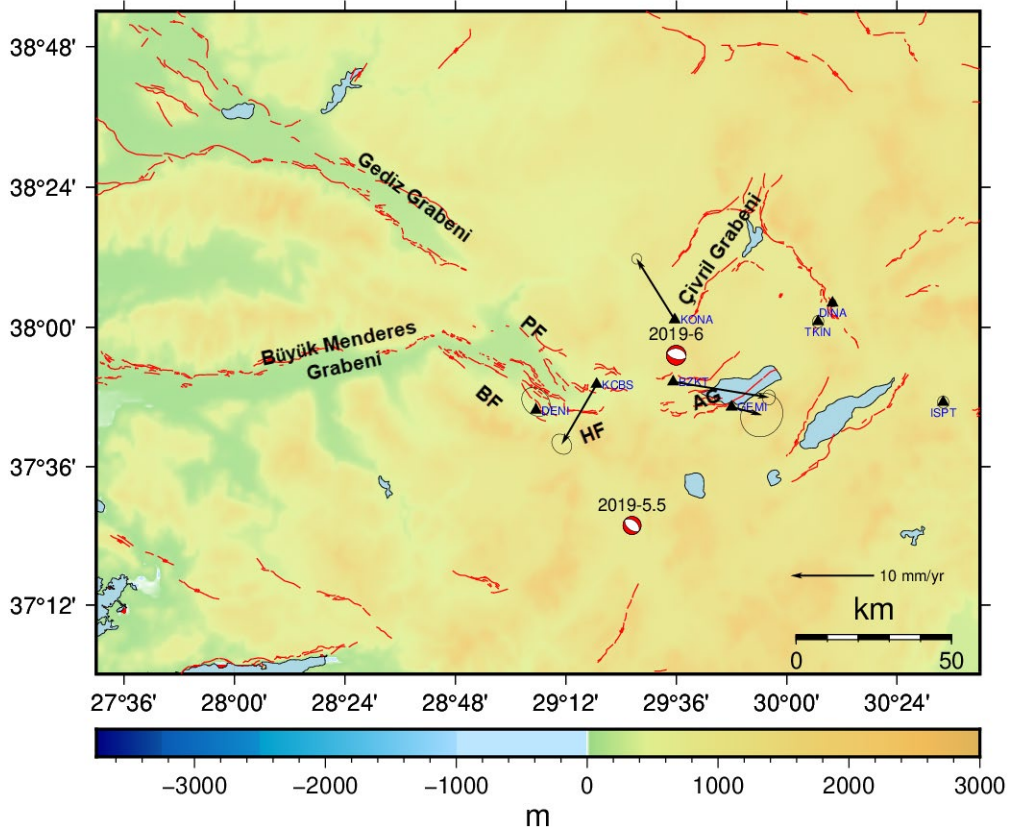 38°48'
38°24'
38°00'
37°36'
37°12'
Gediz Grabeni
Çivril Grabeni
KONA
DINA
TKIN
2019-6
Büyük Menderes
Grabeni
PF
BF
DENI
KCBS
HF
BZKT
AG
GEMI
ISPT
2019-5.5
10 mm/yr
km
0 50
27°36' 28°00' 28°24' 28°48' 29°12' 29°36' 30°00' 30°24'
−3000 −2000 −1000 0 1000 2000 3000
m